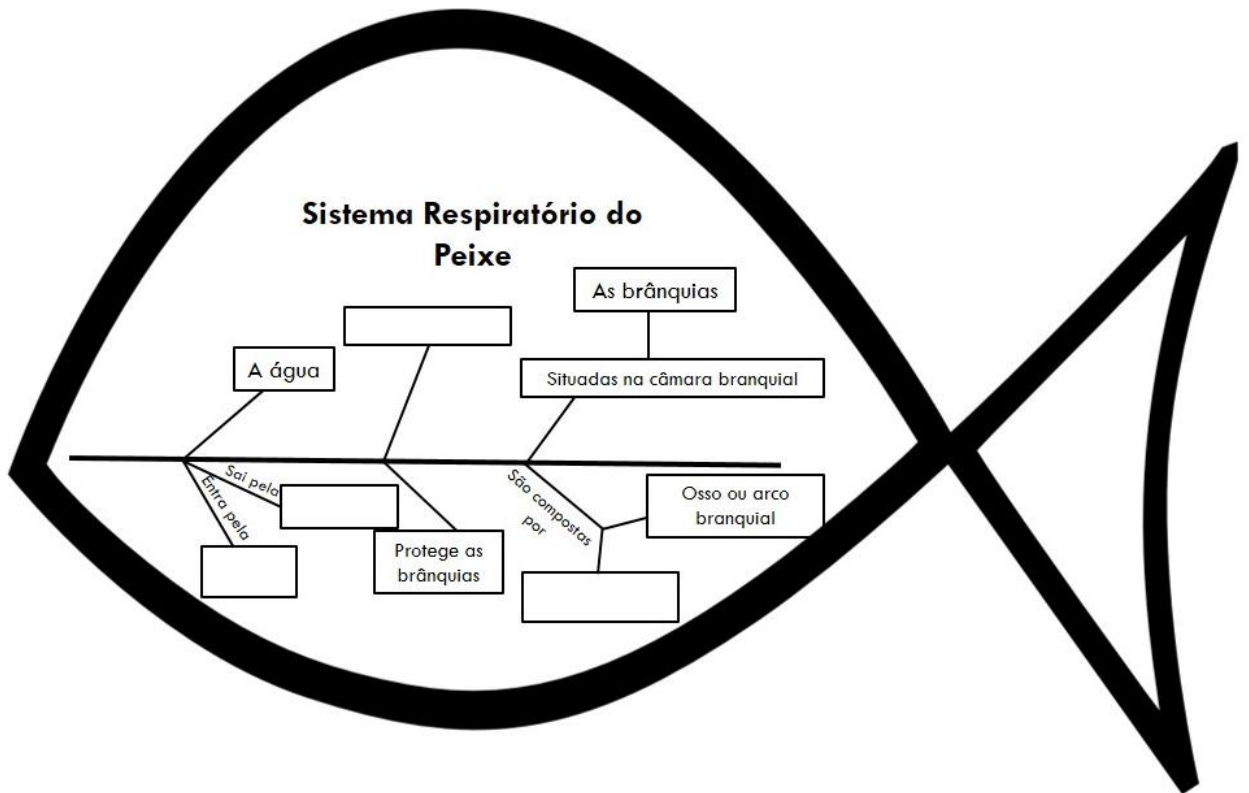 Sistema Respiratório do
Peixe
As brânquias
A água
Situadas na câmara branquial
Sai pela
Entra pela
São compostas
por
Osso ou arco
branquial
Protege as
brânquias